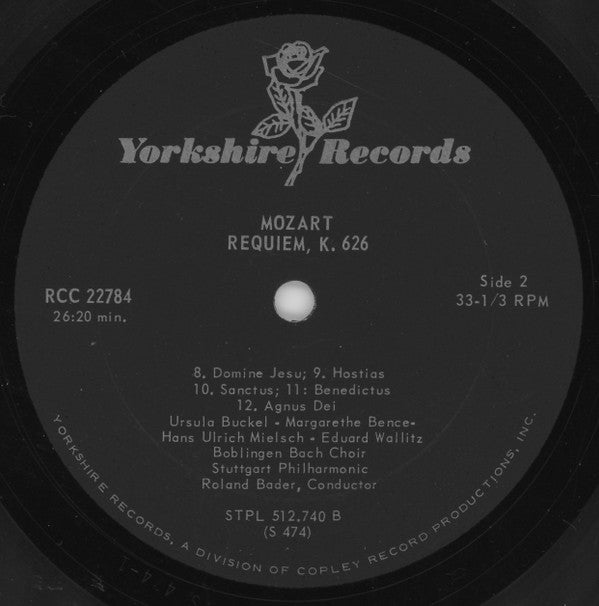 Yorkshire Records
MOZART
REQUIEM, K. 626
RCC 22784
26:20 min.
Side 2
33-1/3 RPM
8. Domine Jesu; 9. Hostias
10. Sanctus; 11: Benedictus
12. Agnus Dei
Ursula Buckel - Margarethe Bence-
Hans Ulrich Mielsch - Eduard Wallitz
Boblingen Bach Choir
Stuttgart Philharmonic
Roland Bader, Conductor
STPL 512.740 B
(S 474)
YORKSHIRE RECORDS, A DIVISION OF COPLEY RECORD PRODUCTIONS, INC.